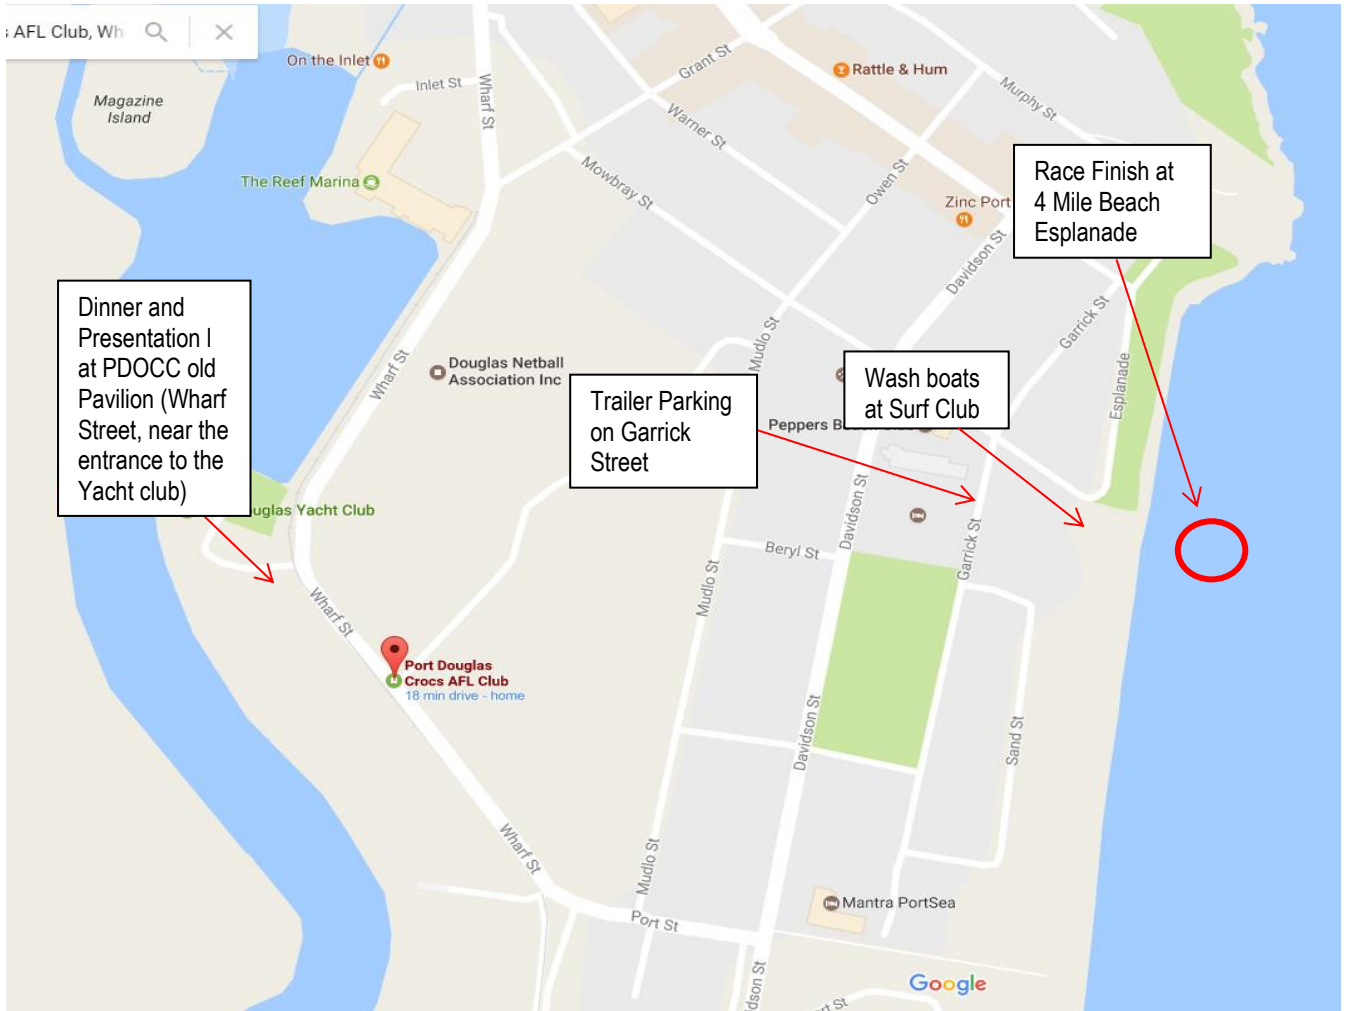 s AFL Club, Wh
On the Inlet
Inlet St
Wharf St
Grant St
Rattle & Hum
Murphy St
Magazine
Island
Warner St
The Reef Marina
Mowbray St
Owen St
Zinc Port
Race Finish at
4 Mile Beach
Esplanade
Davidson St
Dinner and
Presentation l
at PDOCC old
Pavilion (Wharf
Street, near the
entrance to the
Yacht club)
Wharf St
Douglas Netball
Association Inc
Mudlo St
Garrick St
Esplanade
Trailer Parking
on Garrick
Street
Wash boats
at Surf Club
Peppers B
uglas Yacht Club
Davidson St
Beryl St
Garrick St
Mudlo St
Wharf St
Port Douglas
Crocs AFL Club
18 min drive - home
Davidson St
Sand St
Wharf St
Mudlo St
Mantra PortSea
Port St
Google
dson St
rt St